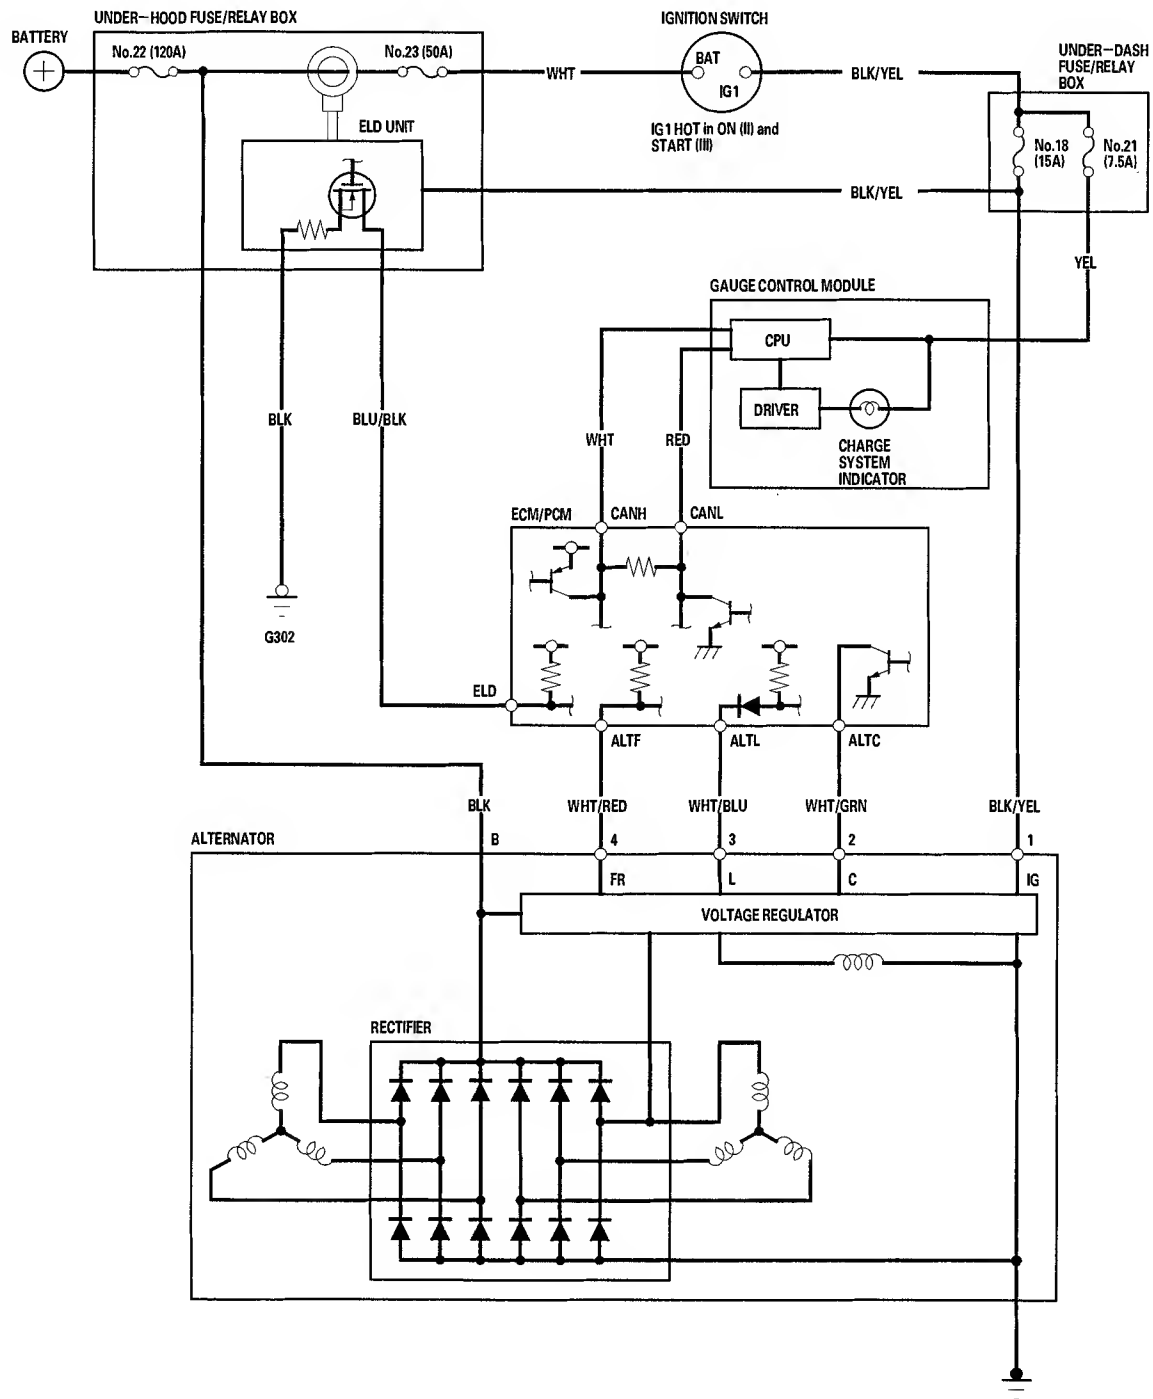 UNDER-HOOD FUSE/RELAY BOX
IGNITION SWITCH
BATTERY
No.22 (120A)
No.23 (50A)
UNDER-DASH
FUSE/RELAY
BOX
BAT
WHT
BLK/YEL
IG1
ELD UNIT
IG1 HOT in ON (II) and
START (III)
No.18
(15A)
No.21
(7.5A)
BLK/YEL
YEL
GAUGE CONTROL MODULE
CPU
DRIVER
BLK
BLU/BLK
WHT
RED
CHARGE
SYSTEM
INDICATOR
ECM/PCM
CANH
CANL
G302
ELD
ALTF
ALTL
ALTC
BLK
WHT/RED
WHT/BLU
WHT/GRN
BLK/YEL
ALTERNATOR
B
4
3
2
1
FR
L
C
IG
VOLTAGE REGULATOR
RECTIFIER